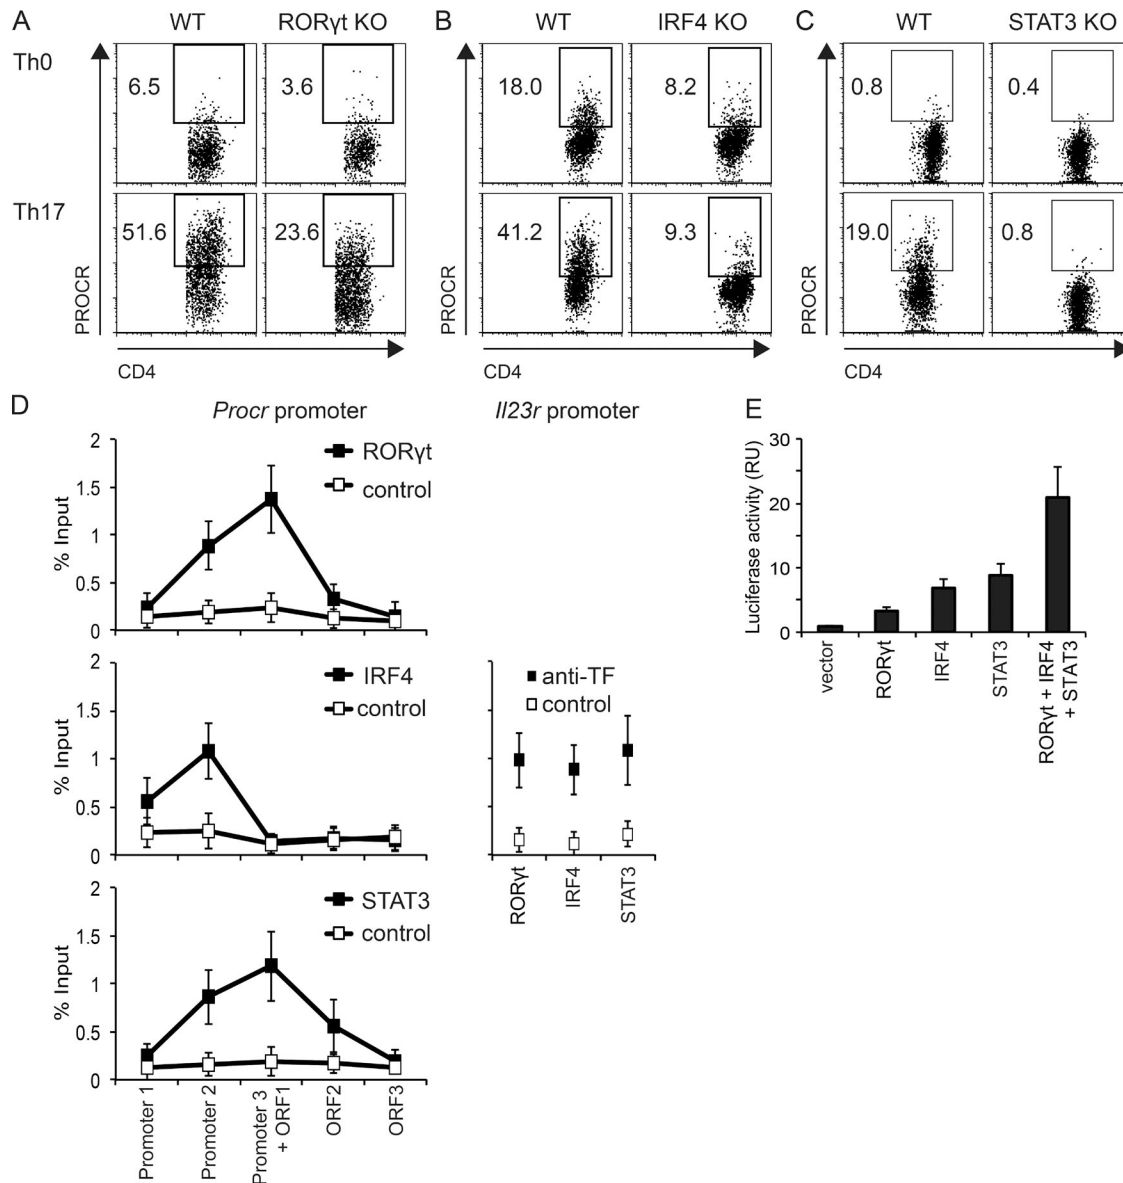 A
WT
RORγt KO
Th0
6.5
3.6
Th17
51.6
23.6
PROCR
CD4
B
WT
IRF4 KO
18.0
8.2
41.2
9.3
PROCR
CD4
C
WT
STAT3 KO
0.8
0.4
19.0
0.8
PROCR
CD4
D
Procr promoter
Il23r promoter
2
1.5
1
0.5
0
% Input
RORγt
control
2
1.5
1
0.5
0
% Input
IRF4
control
anti-TF
control
RORγt
IRF4
STAT3
2
1.5
1
0.5
0
% Input
STAT3
control
Promoter 1
Promoter 2
Promoter 3
+ ORF1
ORF2
ORF3
E
Luciferase activity (RU)
30
20
10
0
vector
RORγt
IRF4
STAT3
RORγt + IRF4
+ STAT3